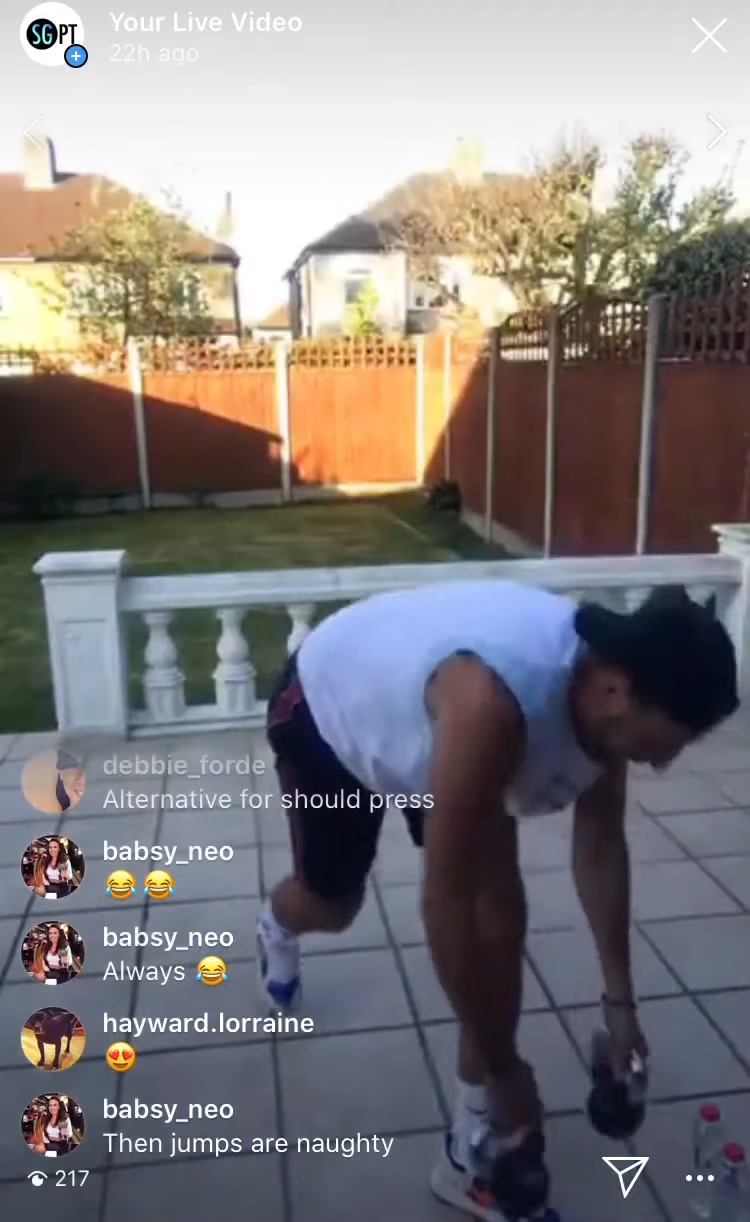 SGPT
Your Live Video
22h ago
debbie_forde
Alternative for should press
babsy_neo
😂 😂
babsy_neo
Always 😂
hayward.lorraine
😍
babsy_neo
Then jumps are naughty
217